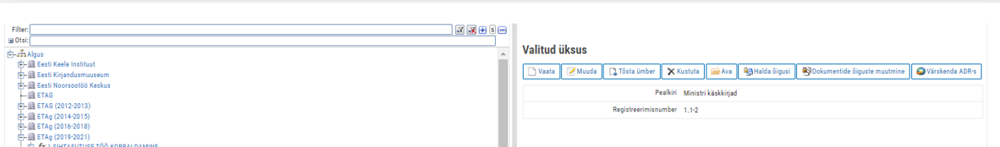 Filter:
S
Otsi:
Algus
Eesti Keele Instituut
Eesti Kirjandusmuuseum
Eesti Noorsootöö Keskus
ETAG
ETAG (2012-2013)
ETAg (2014-2015)
ETAg (2016-2018)
ETAg (2019-2021)
1 SIHTASUTUSE TÖÖ KORRALDAMINE
Valitud üksus
Vaata Muuda Tõsta ümber Kustuta Ava Halda õigusi Dokumentide õiguste muutmine Värskenda ADR-s
Pealkiri Ministri käskkirjad
Registreerimisnumber 1.1-2